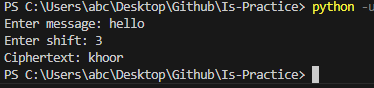 PS C:\Users\abc\Desktop\Github\Is-Practice> python -u
Enter message: hello
Enter shift: 3
Ciphertext: khoor
PS C:\Users\abc\Desktop\Github\Is-Practice>